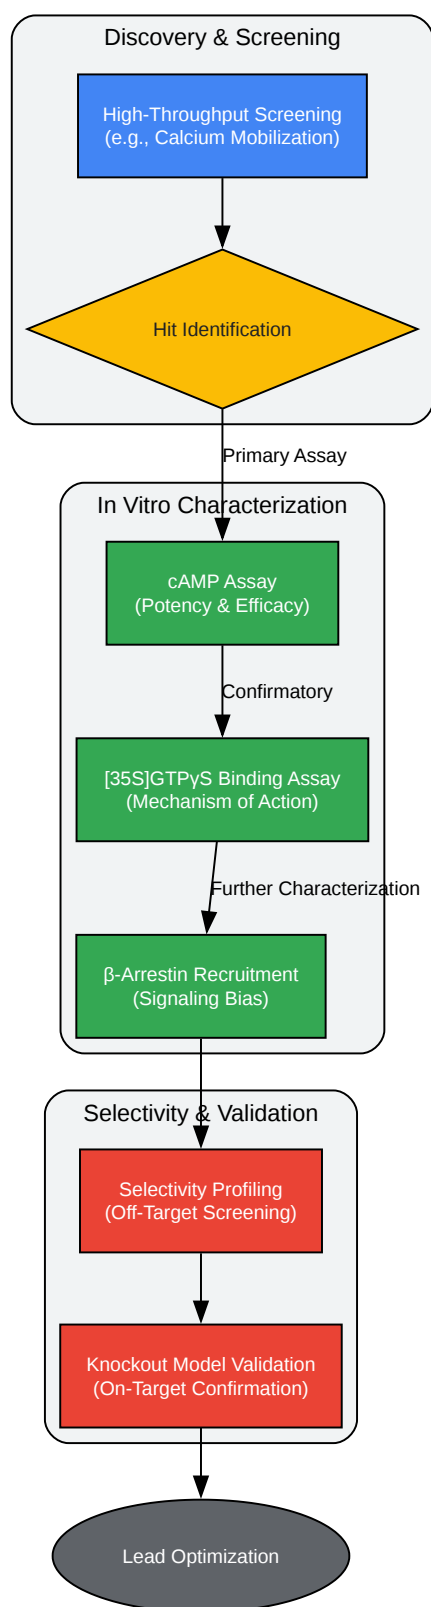 Discovery & Screening
High-Throughput Screening
(e.g., Calcium Mobilization)
Hit Identification
Primary Assay
In Vitro Characterization
cAMP Assay
(Potency & Efficacy)
Confirmatory
[35S]GTPγS Binding Assay
(Mechanism of Action)
Further Characterization
β-Arrestin Recruitment
(Signaling Bias)
Selectivity & Validation
Selectivity Profiling
(Off-Target Screening)
Knockout Model Validation
(On-Target Confirmation)
Lead Optimization